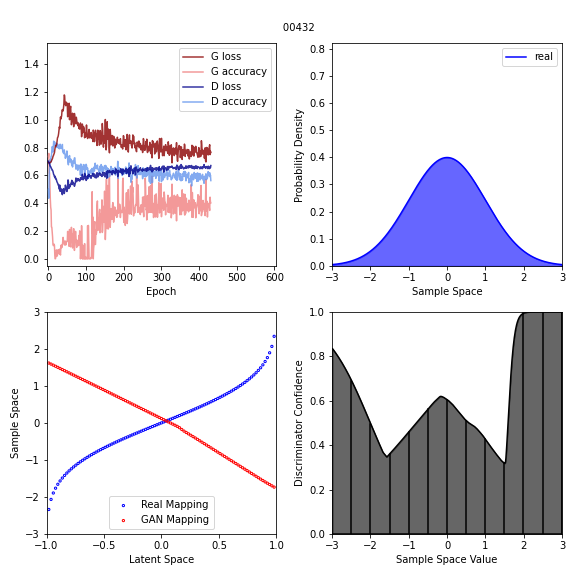 00432
G loss
G accuracy
D loss
D accuracy
1.4
1.2
1.0
0.8
0.6
0.4
0.2
0.0
0 100 200 300 400 500 600
Epoch
real
Probability Density
0.8
0.7
0.6
0.5
0.4
0.3
0.2
0.1
0.0
−3 −2 −1 0 1 2 3
Sample Space
Sample Space
3
2
1
0
−1
−2
−3
Real Mapping
GAN Mapping
−1.0 −0.5 0.0 0.5 1.0
Latent Space
Discriminator Confidence
1.0
0.8
0.6
0.4
0.2
0.0
−3 −2 −1 0 1 2 3
Sample Space Value